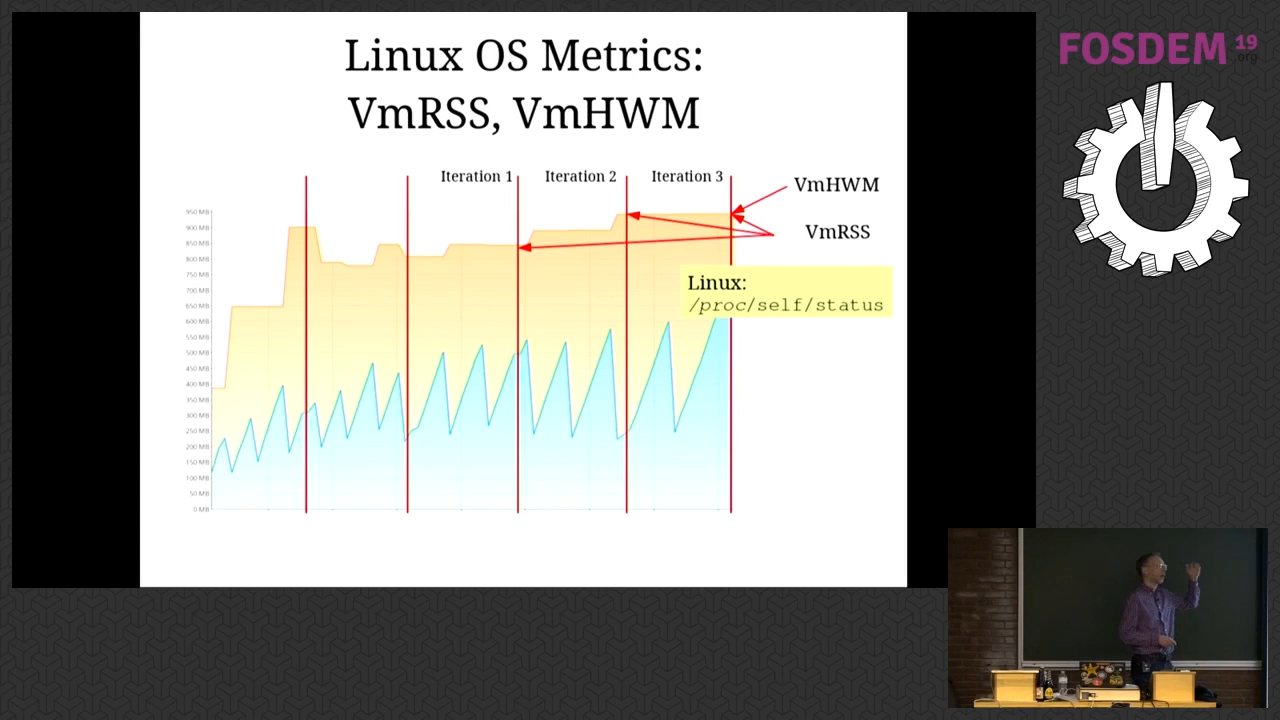 Linux OS Metrics:
VmRSS, VmHWM
Iteration 1
Iteration 2
Iteration 3
VmHWM
VmRSS
Linux:
/proc/self/status
950 MB
900 MB
850 MB
800 MB
750 MB
700 MB
650 MB
600 MB
550 MB
500 MB
450 MB
400 MB
350 MB
300 MB
250 MB
200 MB
150 MB
100 MB
50 MB
0 MB
FOSDEM 19
.org